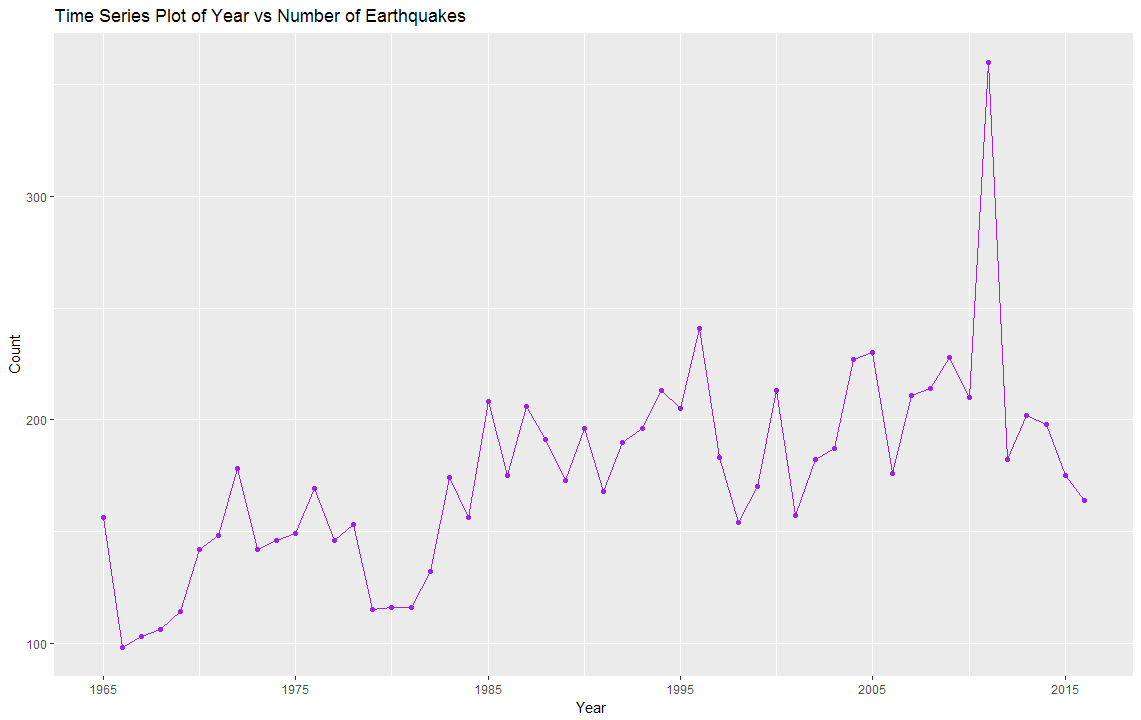 Time Series Plot of Year vs Number of Earthquakes
Count
300
200
100
1965 1975 1985 1995 2005 2015
Year